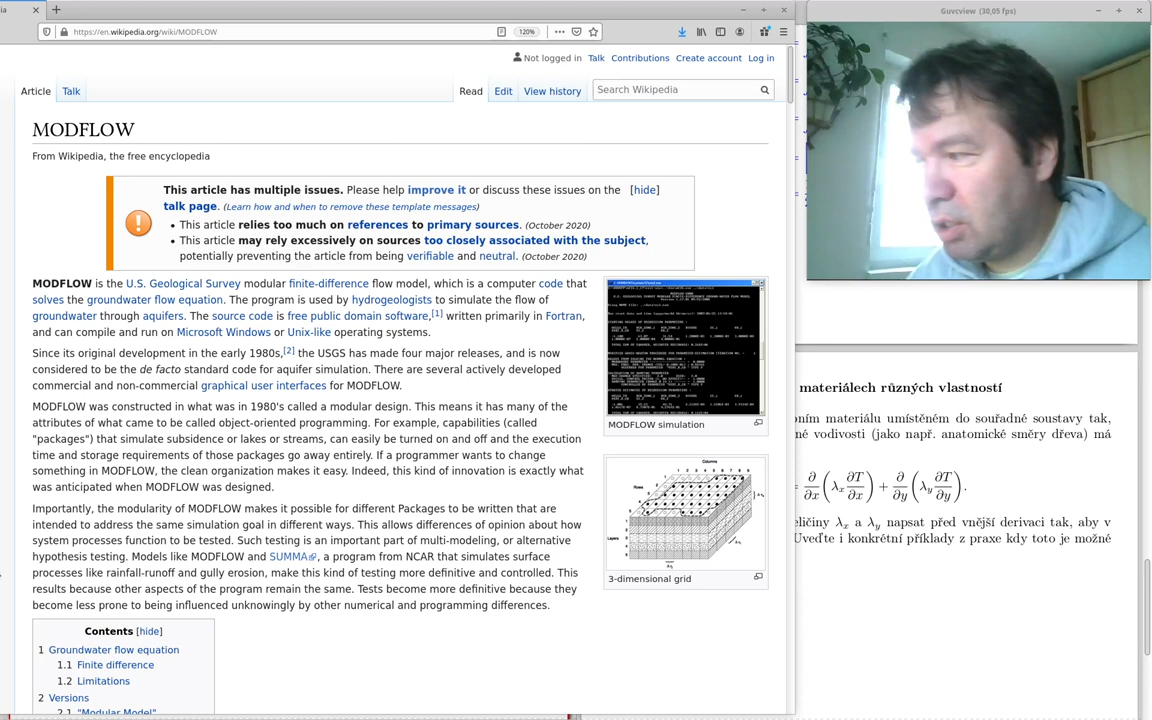 ia
Guvcview (30,05 fps)
https://en.wikipedia.org/wiki/MODFLOW
120%
Not logged in Talk Contributions Create account Log in
Article Talk Read Edit View history Search Wikipedia
MODFLOW
From Wikipedia, the free encyclopedia
This article has multiple issues. Please help improve it or discuss these issues on the [hide]
talk page. (Learn how and when to remove these template messages)
• This article relies too much on references to primary sources. (October 2020)
• This article may rely excessively on sources too closely associated with the subject,
potentially preventing the article from being verifiable and neutral. (October 2020)
MODFLOW is the U.S. Geological Survey modular finite-difference flow model, which is a computer code that
solves the groundwater flow equation. The program is used by hydrogeologists to simulate the flow of
groundwater through aquifers. The source code is free public domain software,[1] written primarily in Fortran,
and can compile and run on Microsoft Windows or Unix-like operating systems.
Since its original development in the early 1980s,[2] the USGS has made four major releases, and is now
considered to be the de facto standard code for aquifer simulation. There are several actively developed
commercial and non-commercial graphical user interfaces for MODFLOW.
MODFLOW was constructed in what was in 1980's called a modular design. This means it has many of the
attributes of what came to be called object-oriented programming. For example, capabilities (called
"packages") that simulate subsidence or lakes or streams, can easily be turned on and off and the execution
time and storage requirements of those packages go away entirely. If a programmer wants to change
something in MODFLOW, the clean organization makes it easy. Indeed, this kind of innovation is exactly what
was anticipated when MODFLOW was designed.
Importantly, the modularity of MODFLOW makes it possible for different Packages to be written that are
intended to address the same simulation goal in different ways. This allows differences of opinion about how
system processes function to be tested. Such testing is an important part of multi-modeling, or alternative
hypothesis testing. Models like MODFLOW and SUMMA, a program from NCAR that simulates surface
processes like rainfall-runoff and gully erosion, make this kind of testing more definitive and controlled. This
results because other aspects of the program remain the same. Tests become more definitive because they
become less prone to being influenced unknowingly by other numerical and programming differences.
MODFLOW simulation
Columns
1 2 3 4 5 6 7 8 9
Rows
Layers
3-dimensional grid
Contents [hide]
1 Groundwater flow equation
1.1 Finite difference
1.2 Limitations
2 Versions
2.1 "Modular Model"
materiálech různých vlastností
oním materiálu umístěném do souřadné soustavy tak,
né vodivosti (jako např. anatomické směry dřeva) má
= ∂/∂x (λx ∂T/∂x) + ∂/∂y (λy ∂T/∂y).
eličiny λx a λy napsat před vnější derivaci tak, aby v
Uveďte i konkrétní příklady z praxe kdy toto je možné